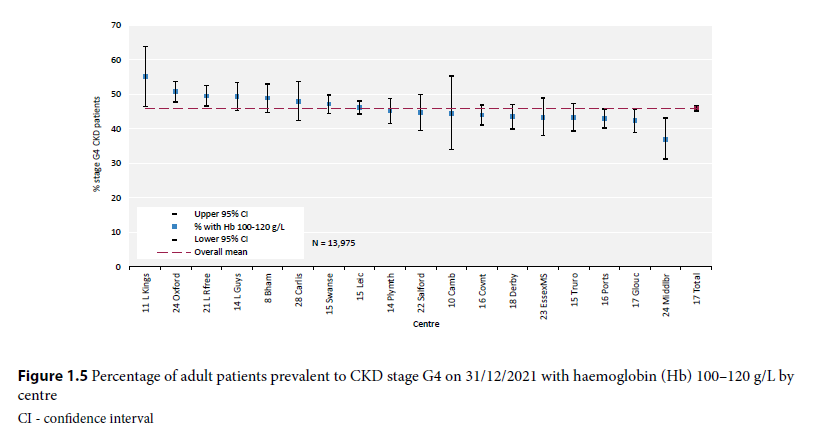 70
60
50
40
30
20
10
0
% stage G4 CKD patients
Upper 95% CI
% with Hb 100-120 g/L
Lower 95% CI
Overall mean
N = 13,975
11 L Kings
24 Oxford
21 L Rfree
14 L Guys
8 Bham
28 Carlis
15 Swanse
15 Leic
14 Plymth
22 Salford
10 Camb
16 Covnt
18 Derby
23 EssexMS
15 Truro
16 Ports
17 Glouc
24 Middlbr
17 Total
Centre
Figure 1.5 Percentage of adult patients prevalent to CKD stage G4 on 31/12/2021 with haemoglobin (Hb) 100–120 g/L by
centre
CI - confidence interval